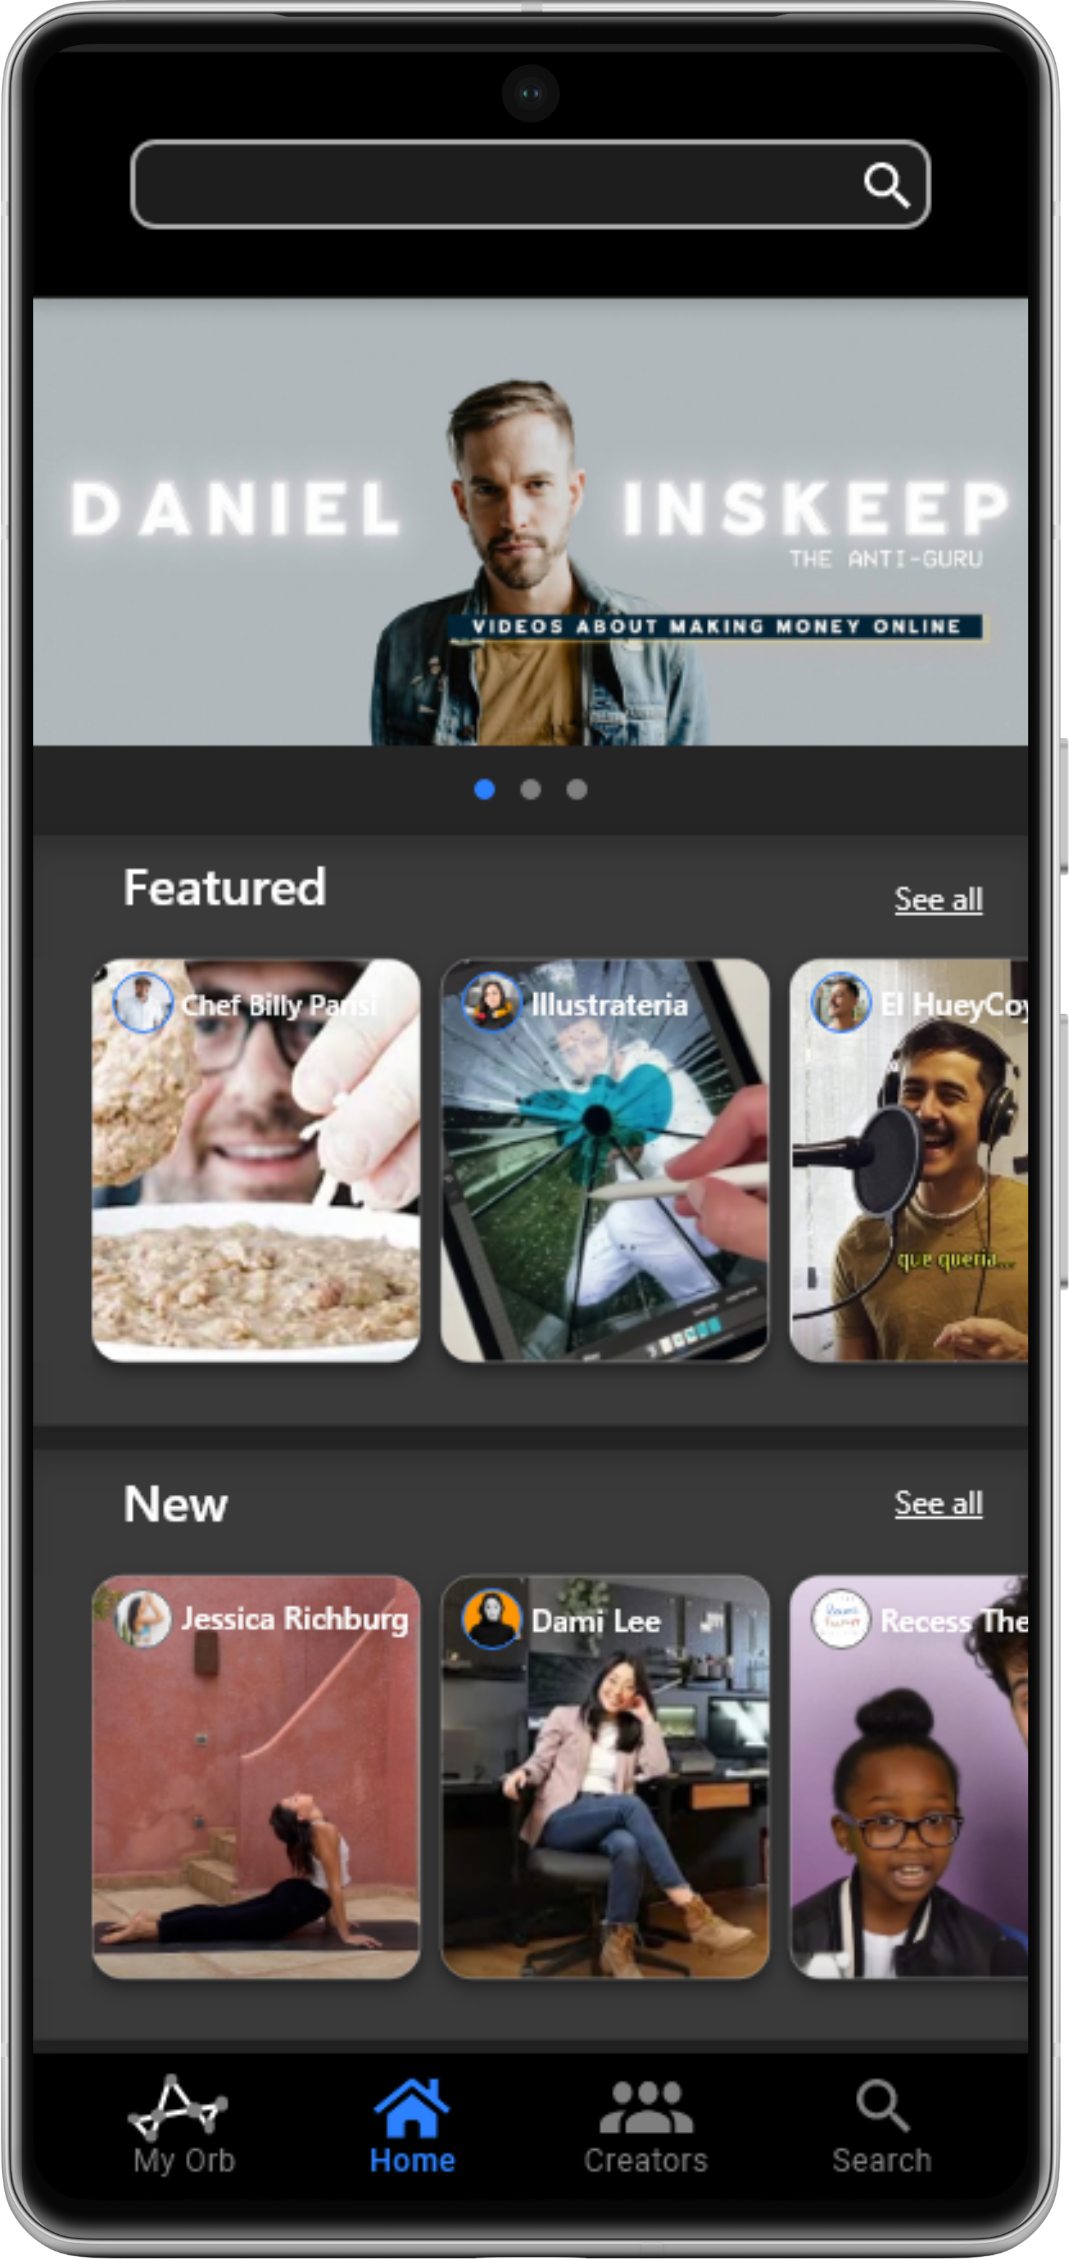 DANIEL INSKEEP
THE ANTI-GURU
VIDEOS ABOUT MAKING MONEY ONLINE
Featured
See all
Chef Billy Parisi
Illustrateria
El HueyCoy
que queria...
New
See all
Jessica Richburg
Dami Lee
Recess The
My Orb
Home
Creators
Search